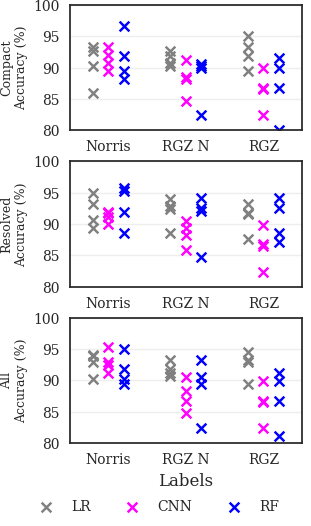 Compact
Accuracy (%)
100
95
90
85
80
Norris RGZ N RGZ
Resolved
Accuracy (%)
100
95
90
85
80
Norris RGZ N RGZ
All
Accuracy (%)
100
95
90
85
80
Norris RGZ N RGZ
Labels
LR CNN RF